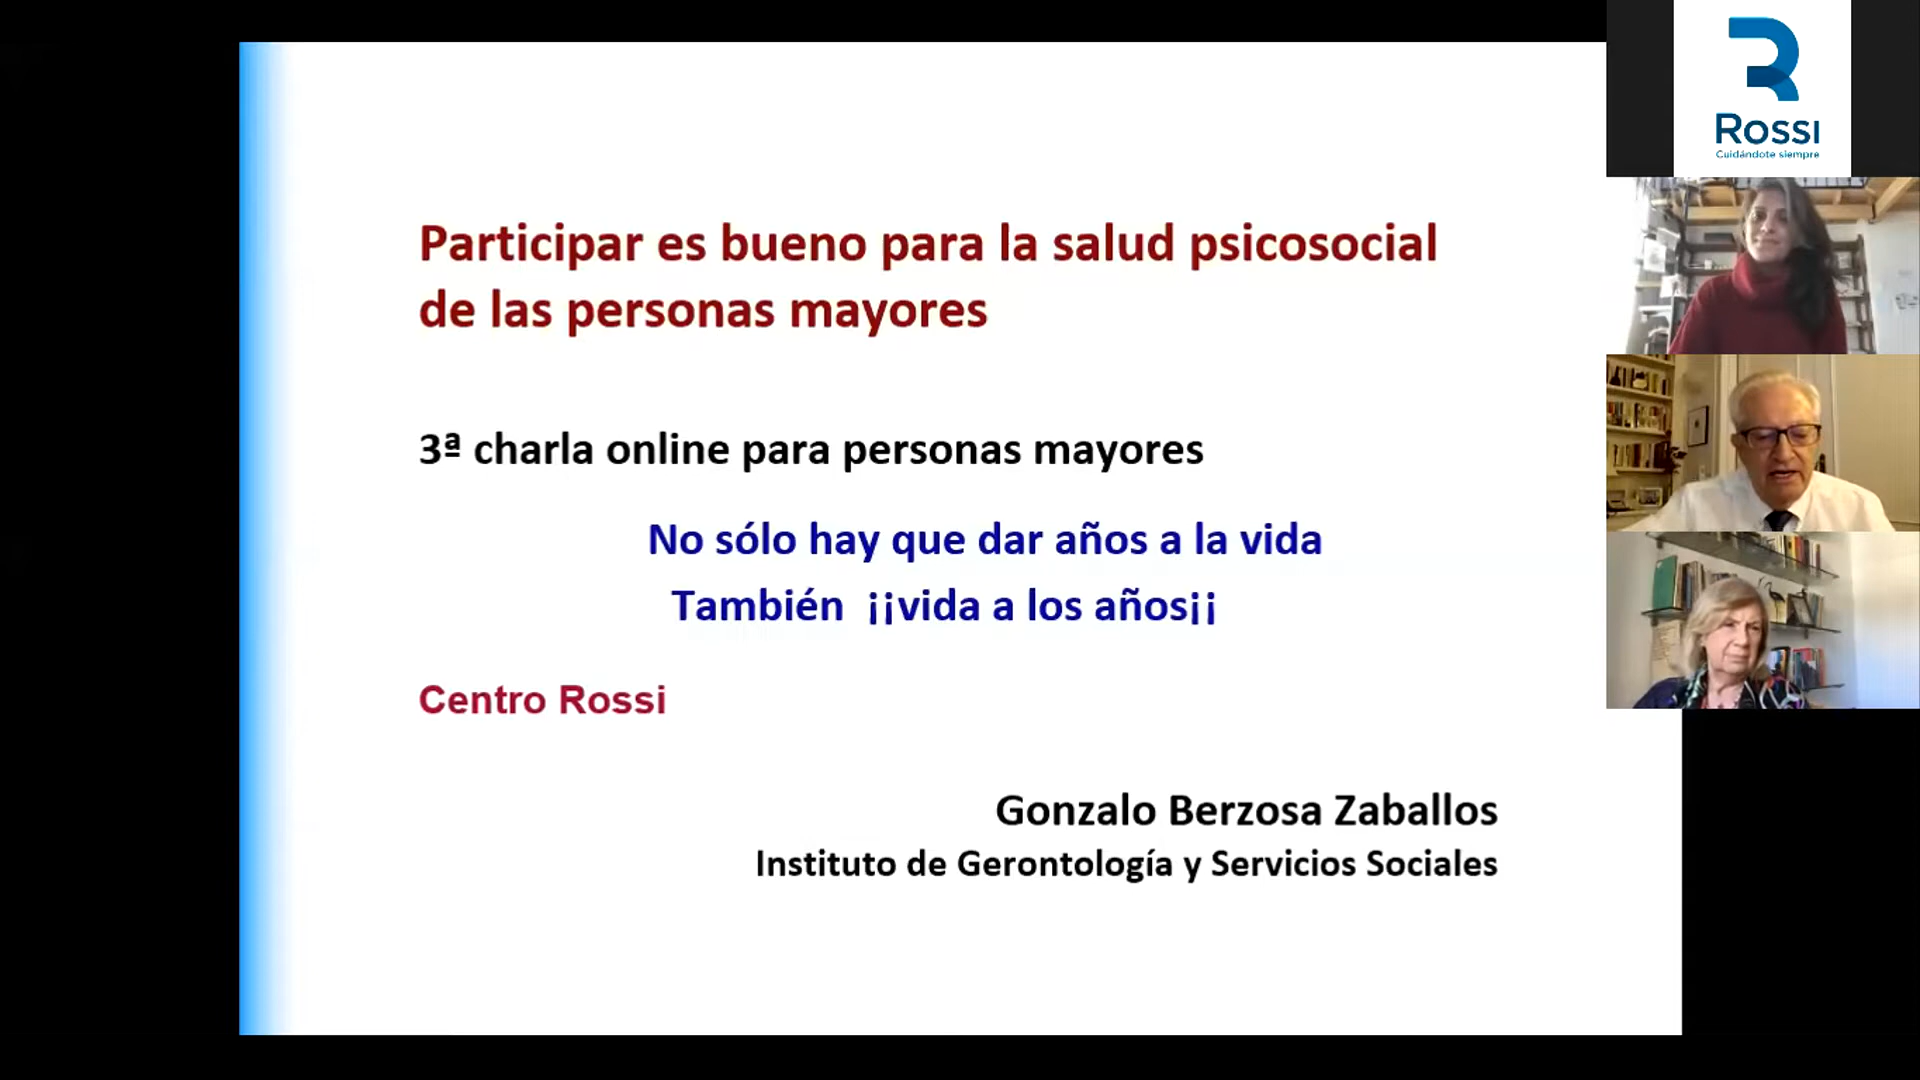 Participar es bueno para la salud psicosocial
de las personas mayores
3ª charla online para personas mayores
No sólo hay que dar años a la vida
También ¡¡vida a los años¡¡
Centro Rossi
Gonzalo Berzosa Zaballos
Instituto de Gerontología y Servicios Sociales
Rossi
Cuidándote siempre